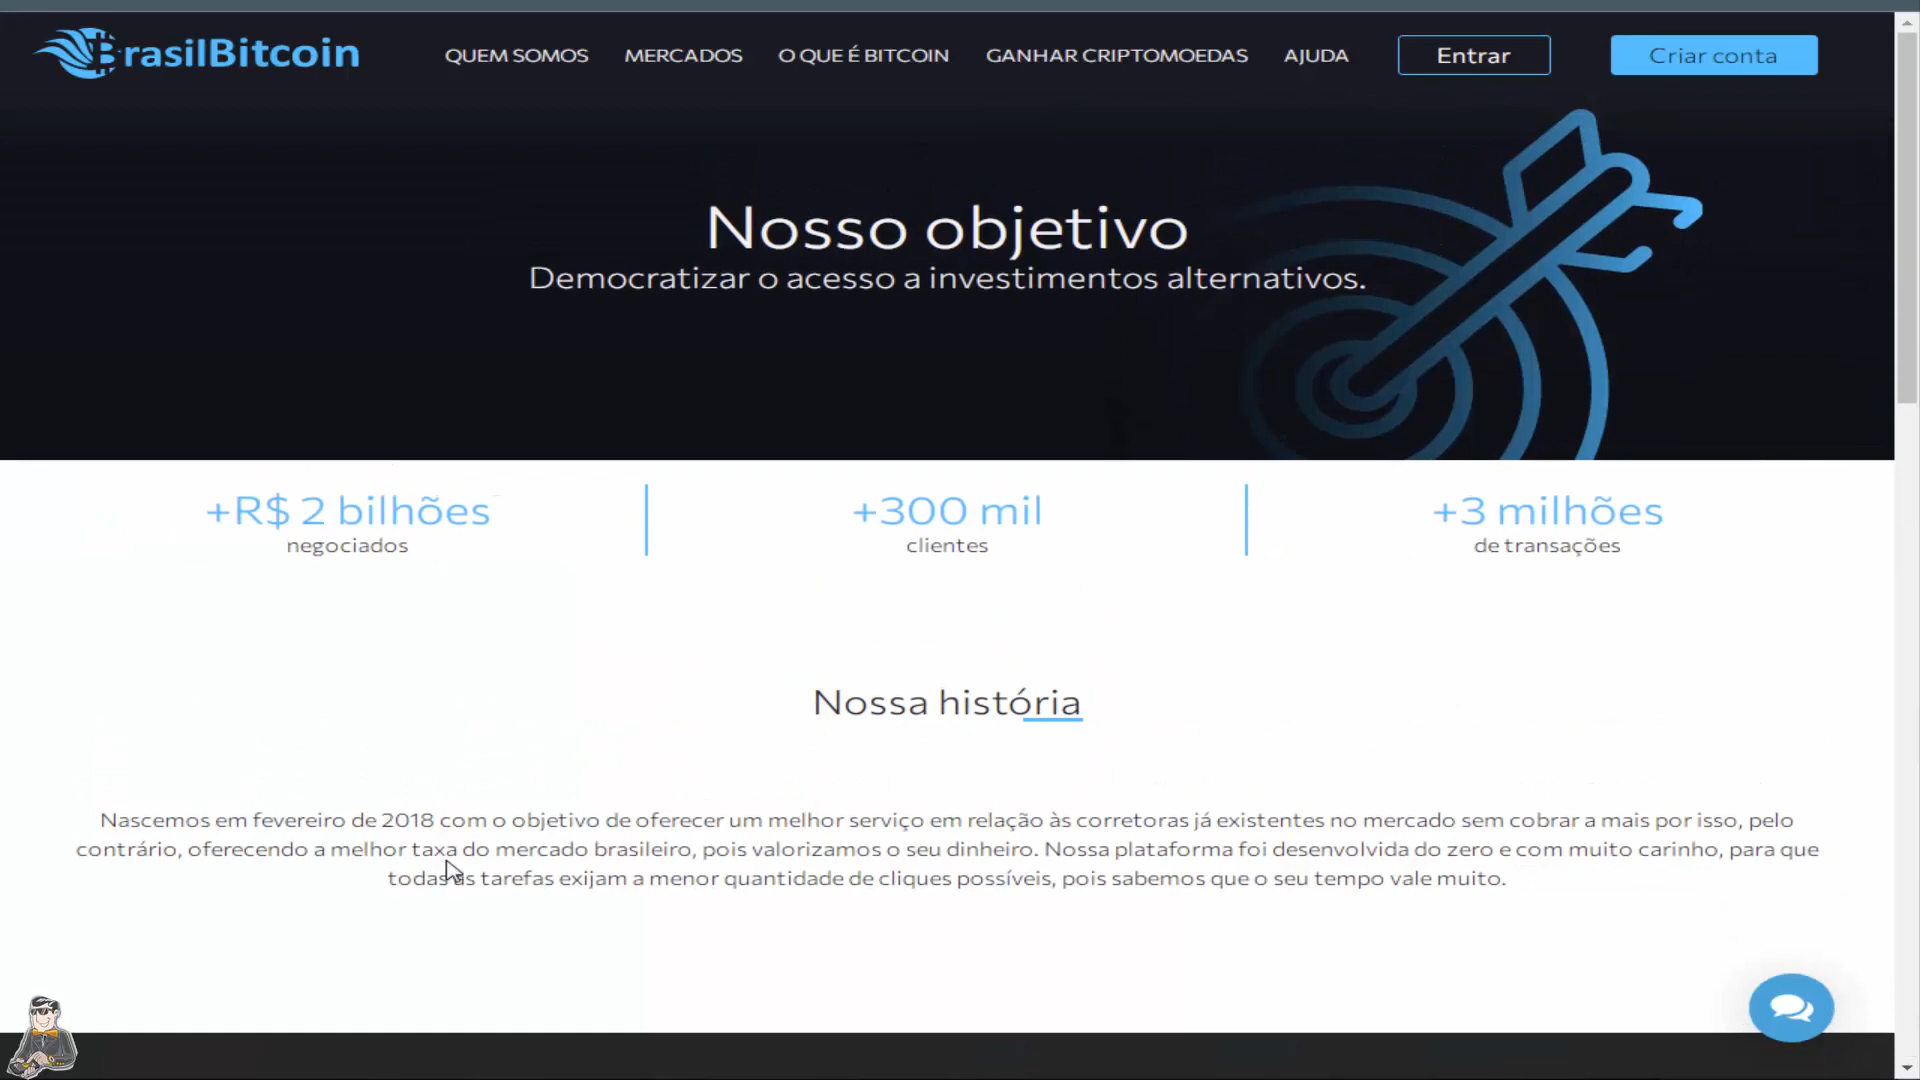 BrasilBitcoin
QUEM SOMOS
MERCADOS
O QUE É BITCOIN
GANHAR CRIPTOMOEDAS
AJUDA
Entrar
Criar conta
Nosso objetivo
Democratizar o acesso a investimentos alternativos.
+R$ 2 bilhões
negociados
+300 mil
clientes
+3 milhões
de transações
Nossa história
Nascemos em fevereiro de 2018 com o objetivo de oferecer um melhor serviço em relação às corretoras já existentes no mercado sem cobrar a mais por isso, pelo
contrário, oferecendo a melhor taxa do mercado brasileiro, pois valorizamos o seu dinheiro. Nossa plataforma foi desenvolvida do zero e com muito carinho, para que
todas as tarefas exijam a menor quantidade de cliques possíveis, pois sabemos que o seu tempo vale muito.